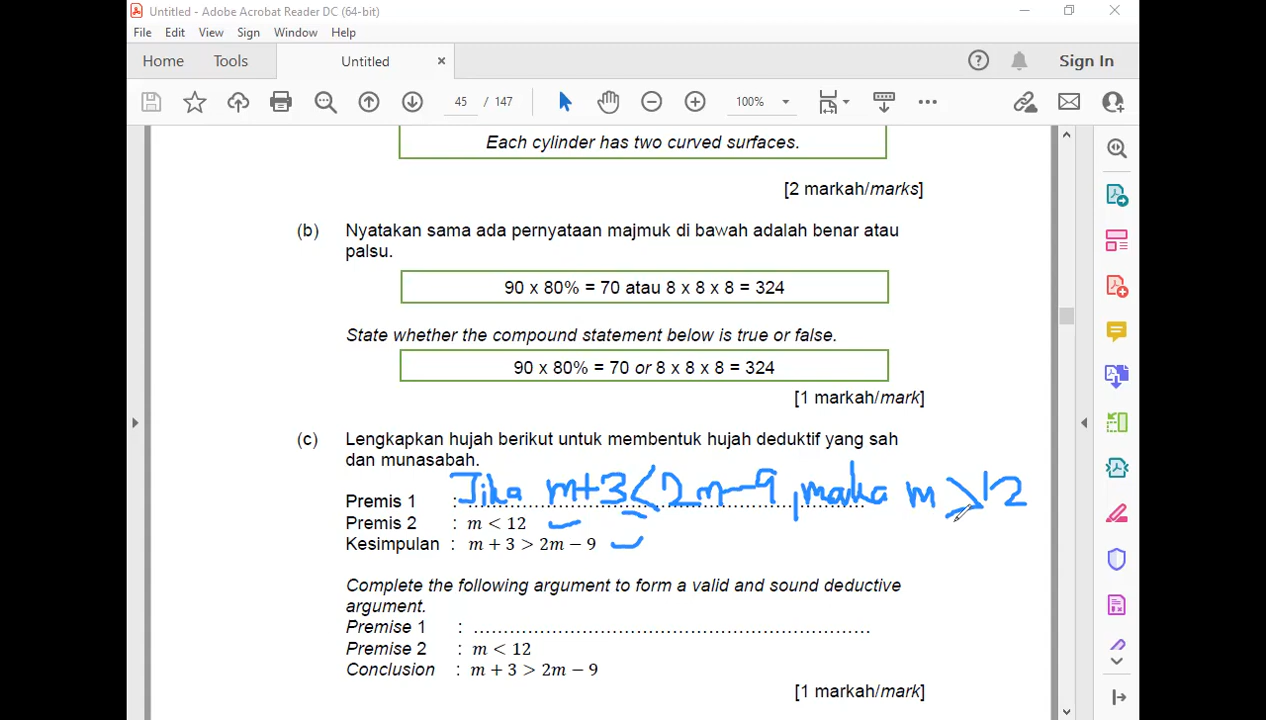 Untitled - Adobe Acrobat Reader DC (64-bit)
File Edit View Sign Window Help
Home Tools Untitled × Sign In
45 / 147 100%
Each cylinder has two curved surfaces.
[2 markah/marks]
(b) Nyatakan sama ada pernyataan majmuk di bawah adalah benar atau
palsu.
90 x 80% = 70 atau 8 x 8 x 8 = 324
State whether the compound statement below is true or false.
90 x 80% = 70 or 8 x 8 x 8 = 324
[1 markah/mark]
(c) Lengkapkan hujah berikut untuk membentuk hujah deduktif yang sah
dan munasabah.
Premis 1 : Jika m+3<2m-9, maka m >12
Premis 2 : m < 12
Kesimpulan : m + 3 > 2m − 9
Complete the following argument to form a valid and sound deductive
argument.
Premise 1 : ..................................................................
Premise 2 : m < 12
Conclusion : m + 3 > 2m − 9
[1 markah/mark]